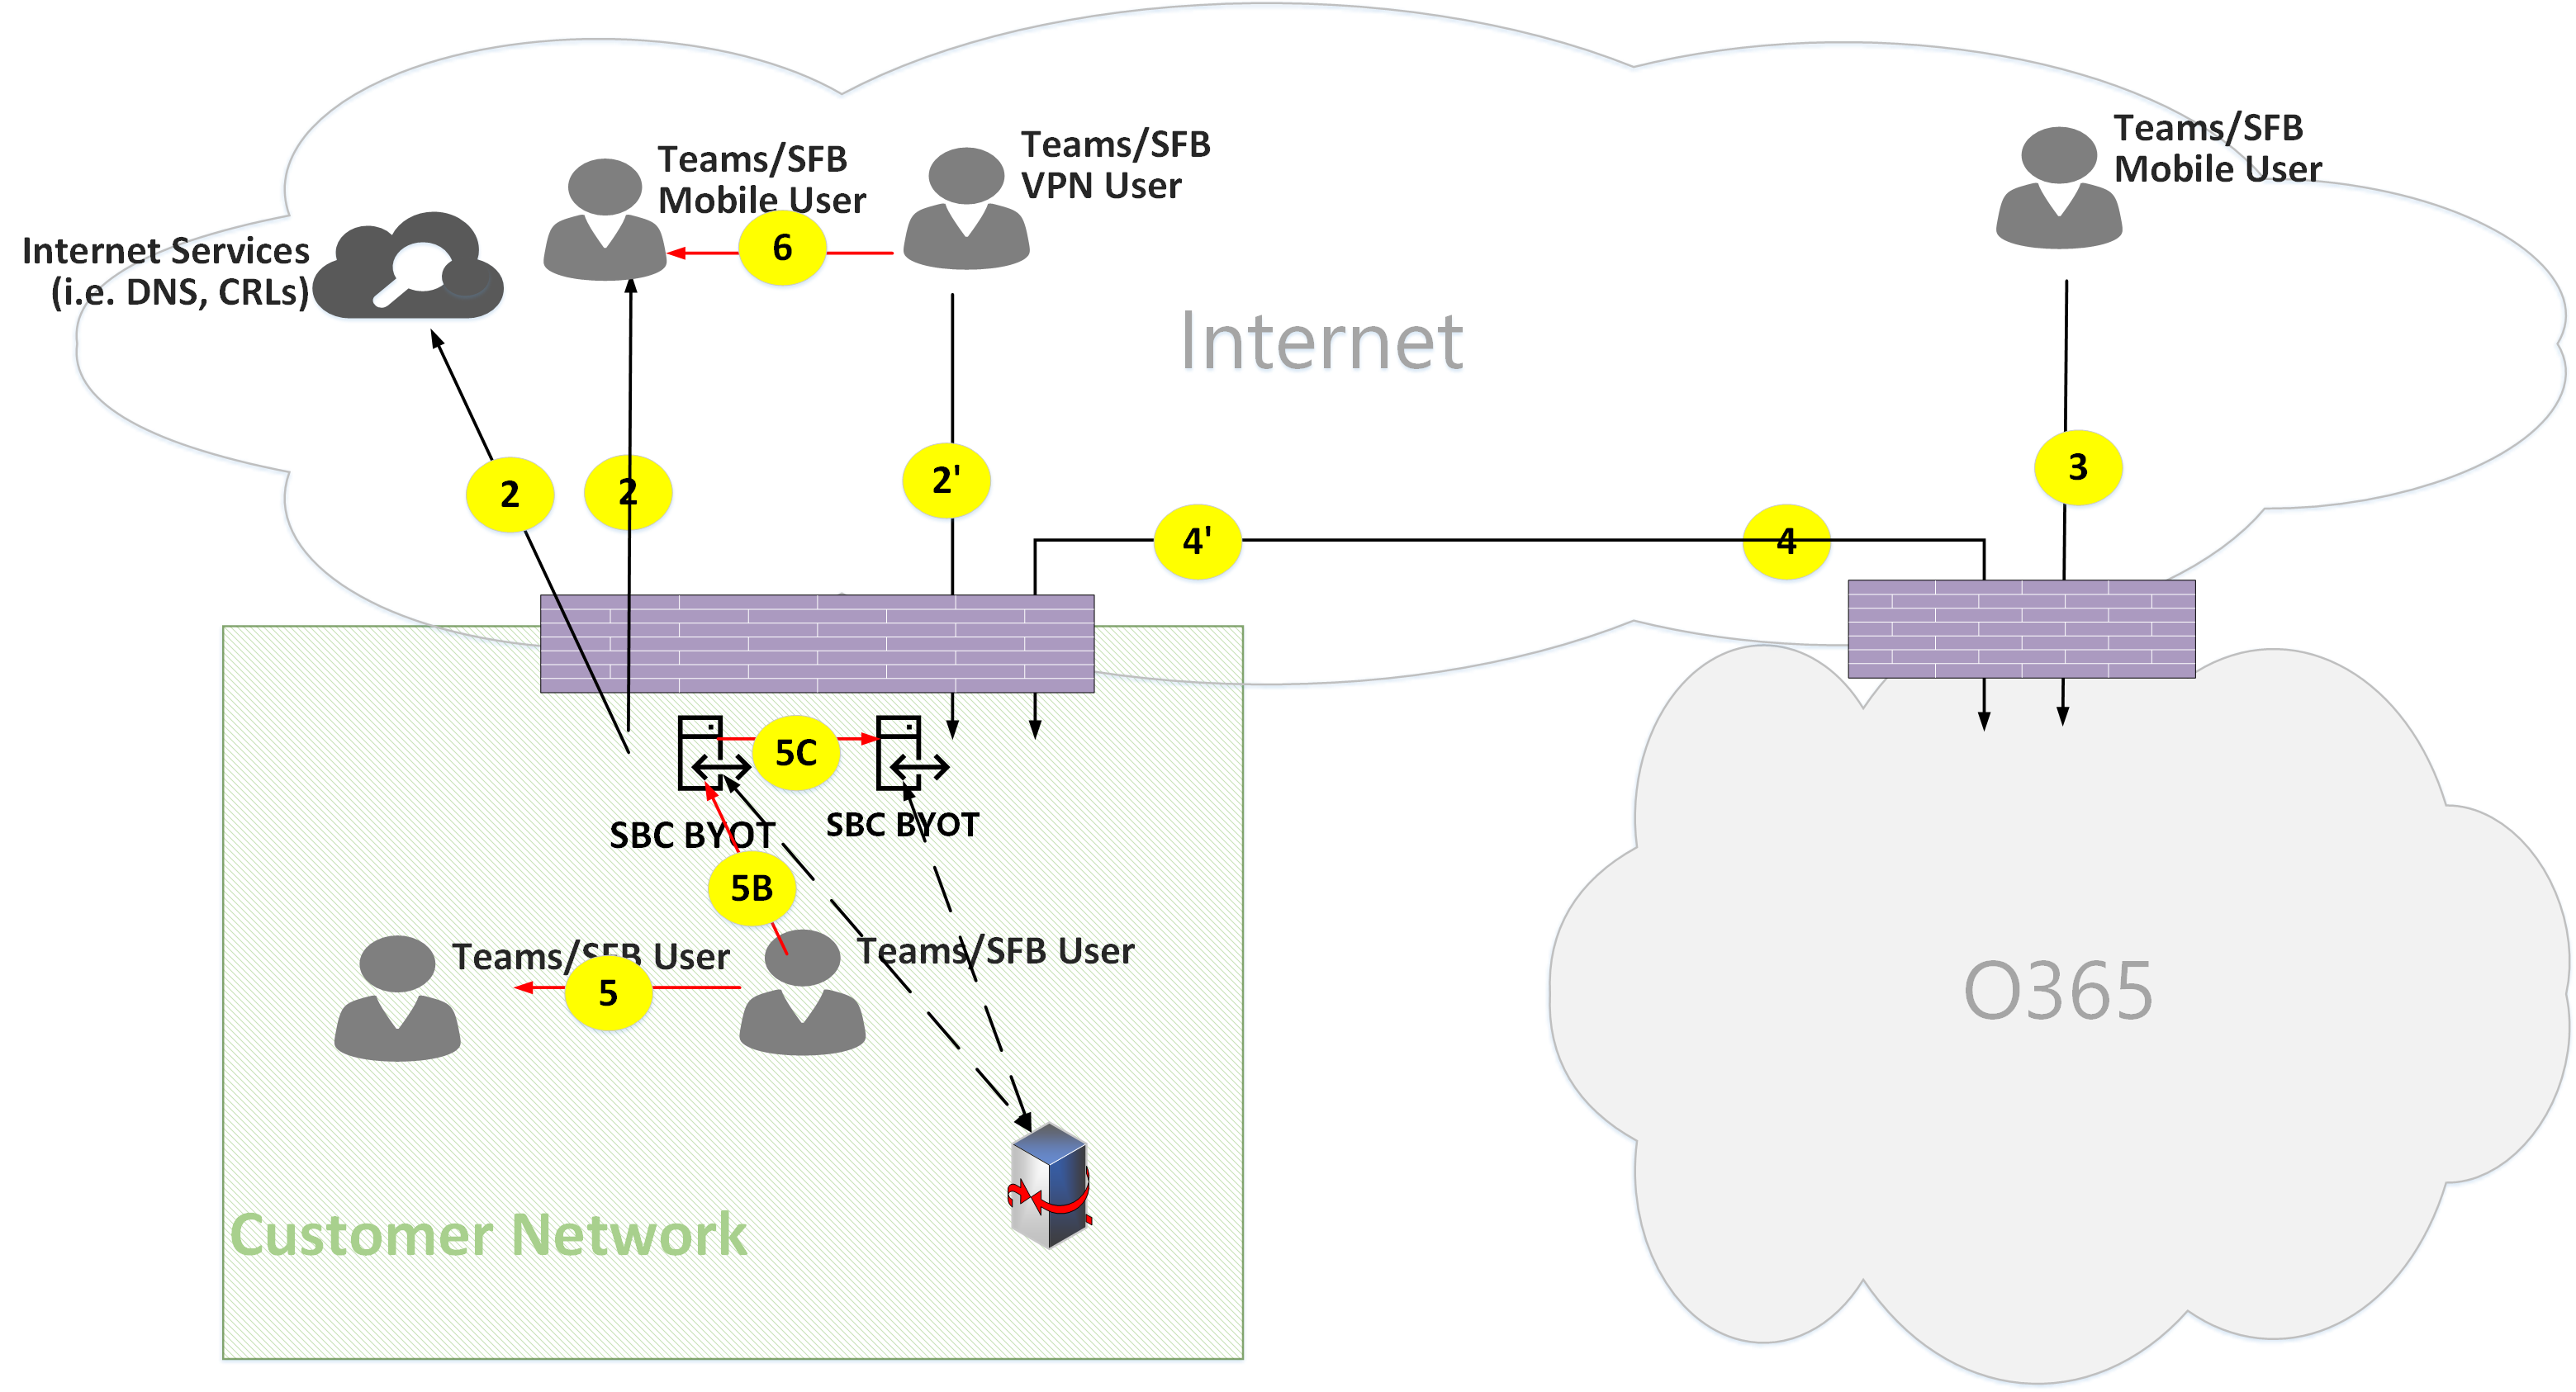 Teams/SFB
Mobile User
Teams/SFB
VPN User
Teams/SFB
Mobile User
Internet Services
(i.e. DNS, CRLs)
6
Internet
2
2
2'
3
4'
4
5C
SBC BYOT
SBC BYOT
5B
Teams/SFB User
Teams/SFB User
5
O365
Customer Network